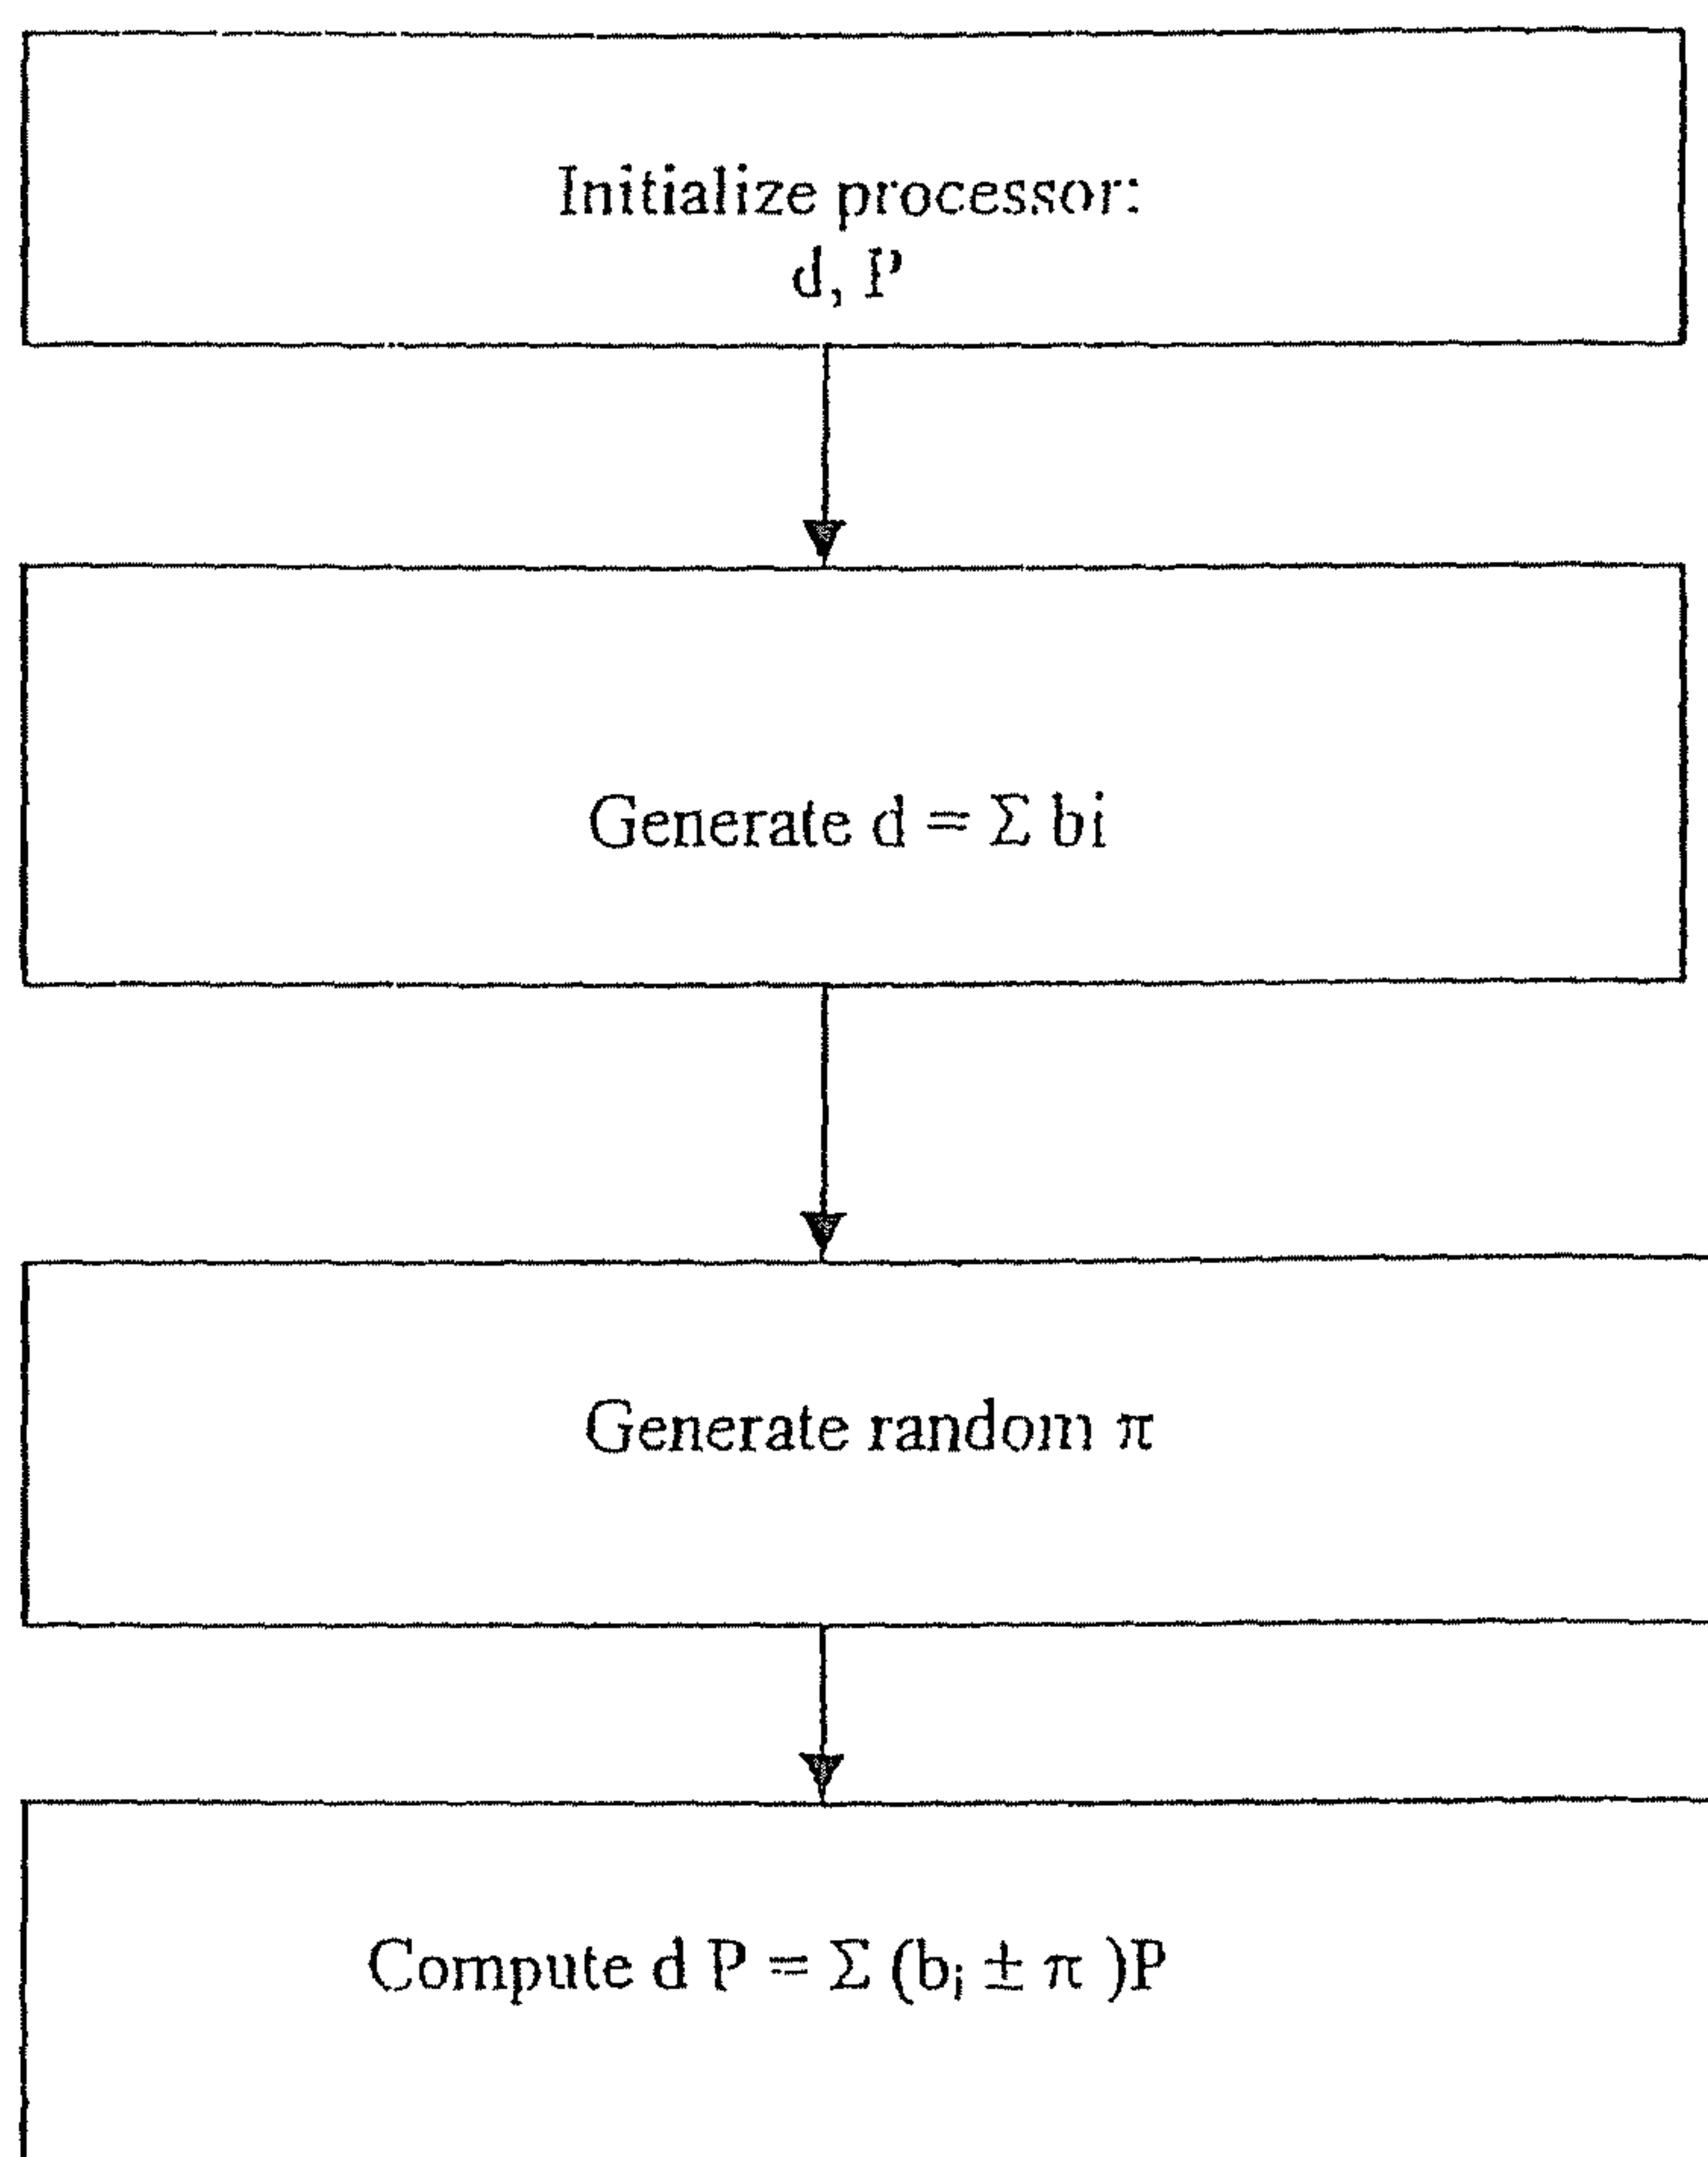 Initialize processor:
d, P
Generate d = Σ bi
Generate random π
Compute d P = Σ (bᵢ ± π )P